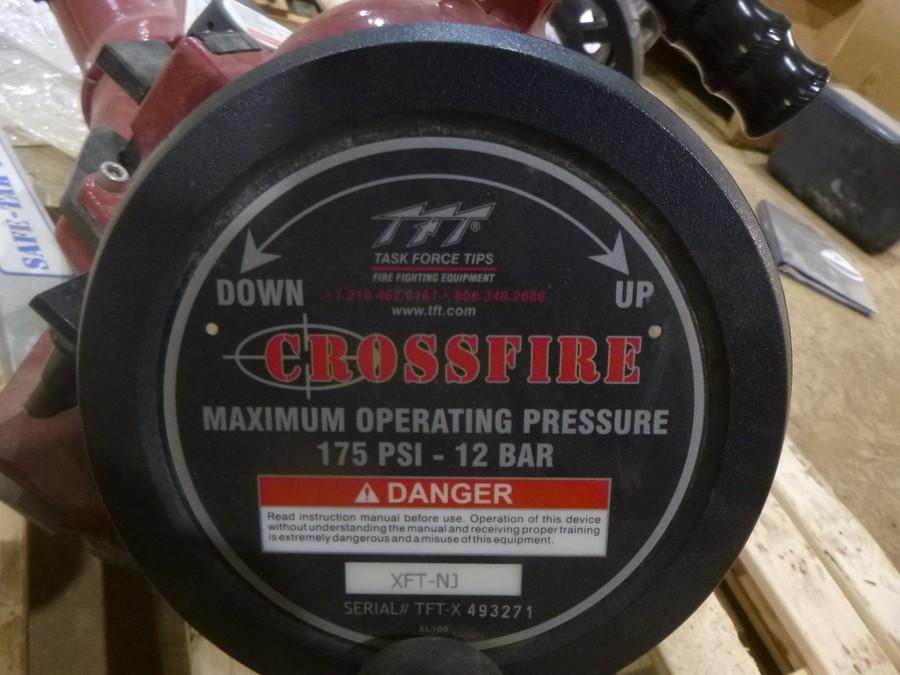 TFT®
TASK FORCE TIPS
FIRE FIGHTING EQUIPMENT
DOWN
UP
+1.219.462.6161 • 800.348.2686
www.tft.com
CROSSFIRE
MAXIMUM OPERATING PRESSURE
175 PSI - 12 BAR
DANGER
Read instruction manual before use. Operation of this device
without understanding the manual and receiving proper training
is extremely dangerous and a misuse of this equipment.
XFT-NJ
SERIAL# TFT-X 493271
XL100
SAFE-TAK